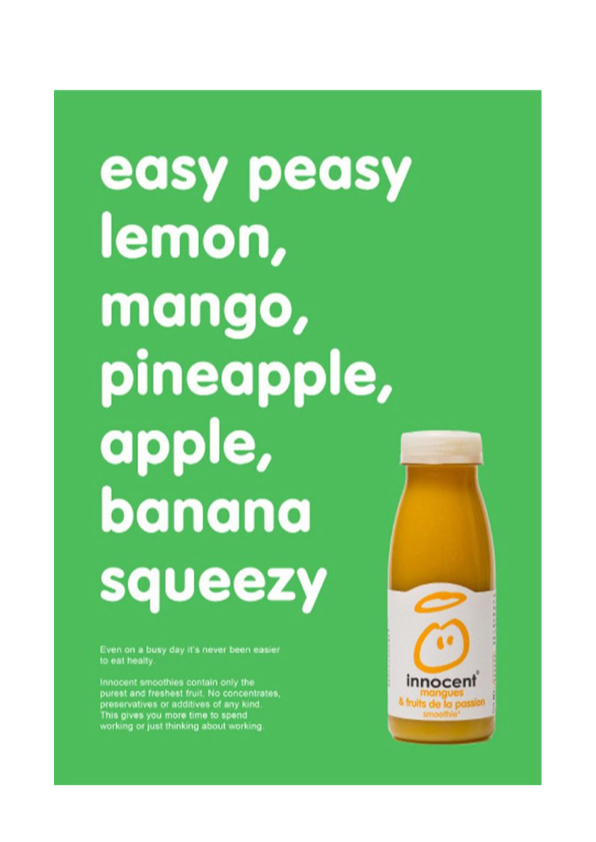 easy peasy
lemon,
mango,
pineapple,
apple,
banana
squeezy
Even on a busy day it's never been easier
to eat healty.
Innocent smoothies contain only the
purest and freshest fruit. No concentrates,
preservatives or additives of any kind.
This gives you more time to spend
working or just thinking about working.
innocent®
mangues
& fruits de la passion
smoothie*